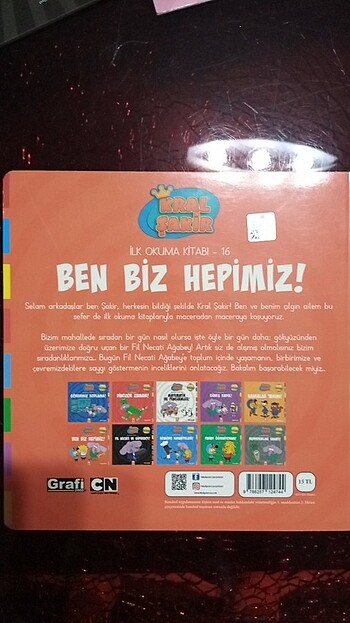 KRAL
ŞAKİR
İLK OKUMA KİTABI - 16
BEN BİZ HEPİMİZ!
Selam arkadaşlar ben Şakir, herkesin bildiği şekilde Kral Şakir! Ben ve benim çılgın ailem bu
sefer de ilk okuma kitaplarıyla maceradan maceraya koşuyoruz.
Bizim mahallede sıradan bir gün nasıl olursa işte öyle bir gün daha; gökyüzünden
üzerimize doğru uçan bir Fil Necati Ağabey! Artık siz de alışmış olmalısınız bizim
sıradanlıklarımıza... Bugün Fil Necati Ağabey'e toplum içinde yaşamanın, birbirimize ve
çevremizdekilere saygı göstermenin inceliklerini anlatacağız. Bakalım başarabilecek miyiz...
BEN BİZ HEPİMİZ!
Grafi
CN
15 TL
9 786257 124744